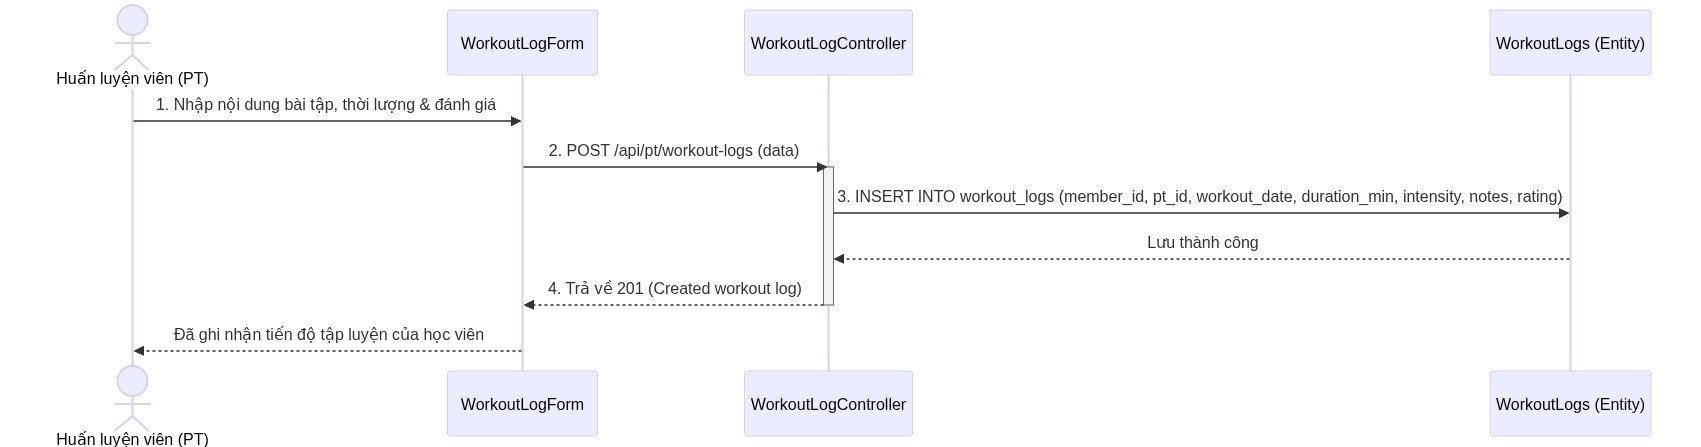 Huấn luyện viên (PT)
WorkoutLogForm
WorkoutLogController
WorkoutLogs (Entity)
1. Nhập nội dung bài tập, thời lượng & đánh giá
2. POST /api/pt/workout-logs (data)
3. INSERT INTO workout_logs (member_id, pt_id, workout_date, duration_min, intensity, notes, rating)
Lưu thành công
4. Trả về 201 (Created workout log)
Đã ghi nhận tiến độ tập luyện của học viên
Huấn luyện viên (PT)
WorkoutLogForm
WorkoutLogController
WorkoutLogs (Entity)